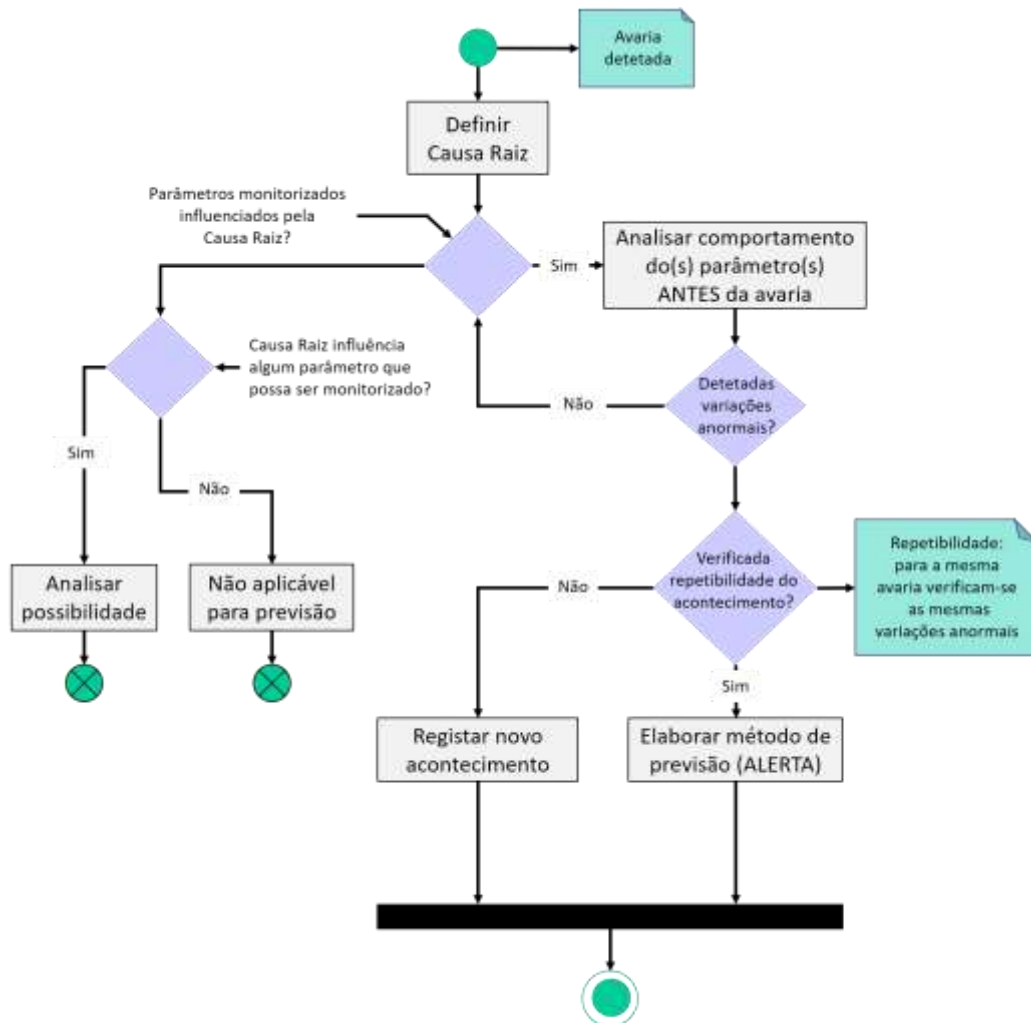 Avaria
detetada
Definir
Causa Raiz
Parâmetros monitorizados
influenciados pela
Causa Raiz?
Sim
Analisar comportamento
do(s) parâmetro(s)
ANTES da avaria
Causa Raiz influência
algum parâmetro que
possa ser monitorizado?
Não
Detetadas
variações
anormais?
Sim
Não
Verificada
repetibilidade do
acontecimento?
Não
Repetibilidade:
para a mesma
avaria verificam-se
as mesmas
variações anormais
Analisar
possibilidade
Não aplicável
para previsão
Sim
Registar novo
acontecimento
Elaborar método de
previsão (ALERTA)